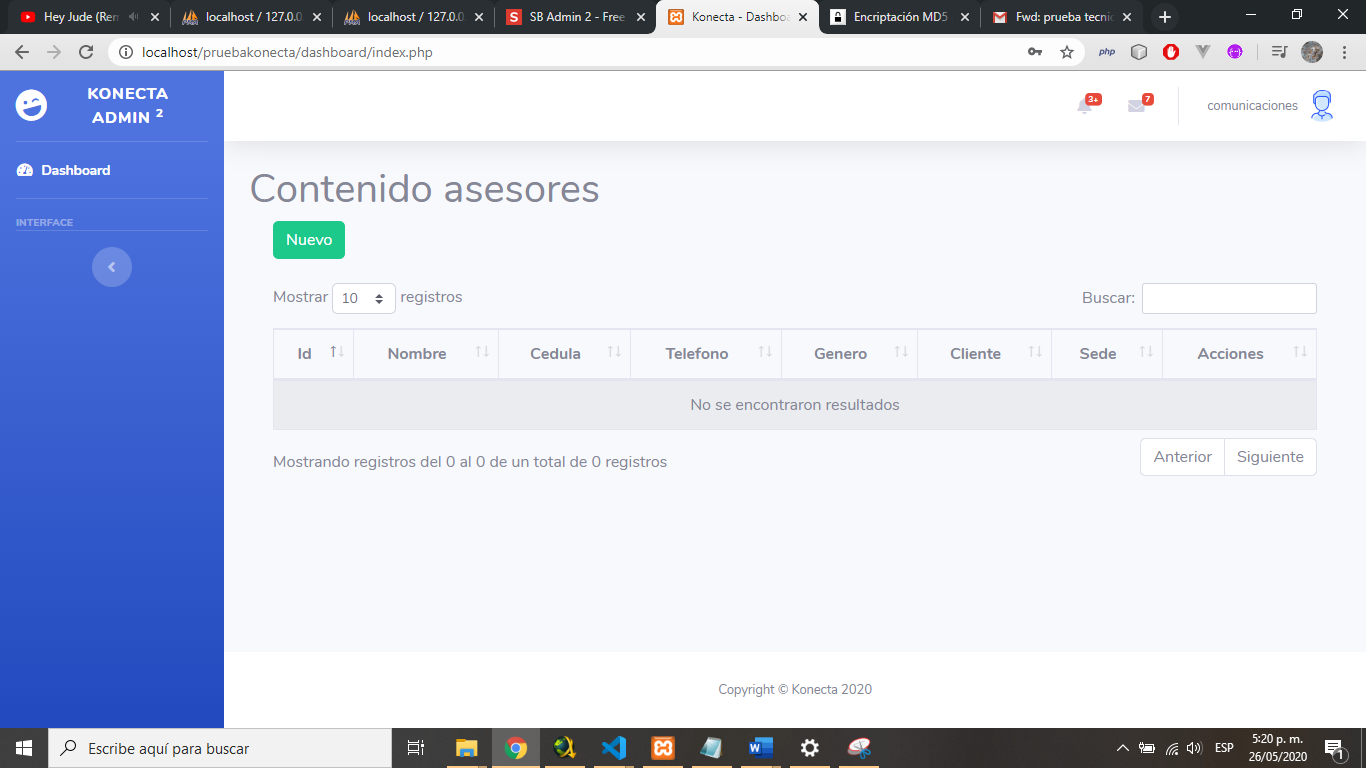 Hey Jude (Rem
localhost / 127.0.0
localhost / 127.0.0
SB Admin 2 - Free
Konecta - Dashboa
Encriptación MD5
Fwd: prueba tecnic
localhost/pruebakonecta/dashboard/index.php
php
KONECTA
ADMIN 2
3+
7
comunicaciones
Dashboard
INTERFACE
Contenido asesores
Nuevo
Mostrar 10 registros
Buscar:
Id Nombre Cedula Telefono Genero Cliente Sede Acciones
No se encontraron resultados
Mostrando registros del 0 al 0 de un total de 0 registros
Anterior Siguiente
Copyright © Konecta 2020
Escribe aquí para buscar
ESP
5:20 p. m.
26/05/2020
1